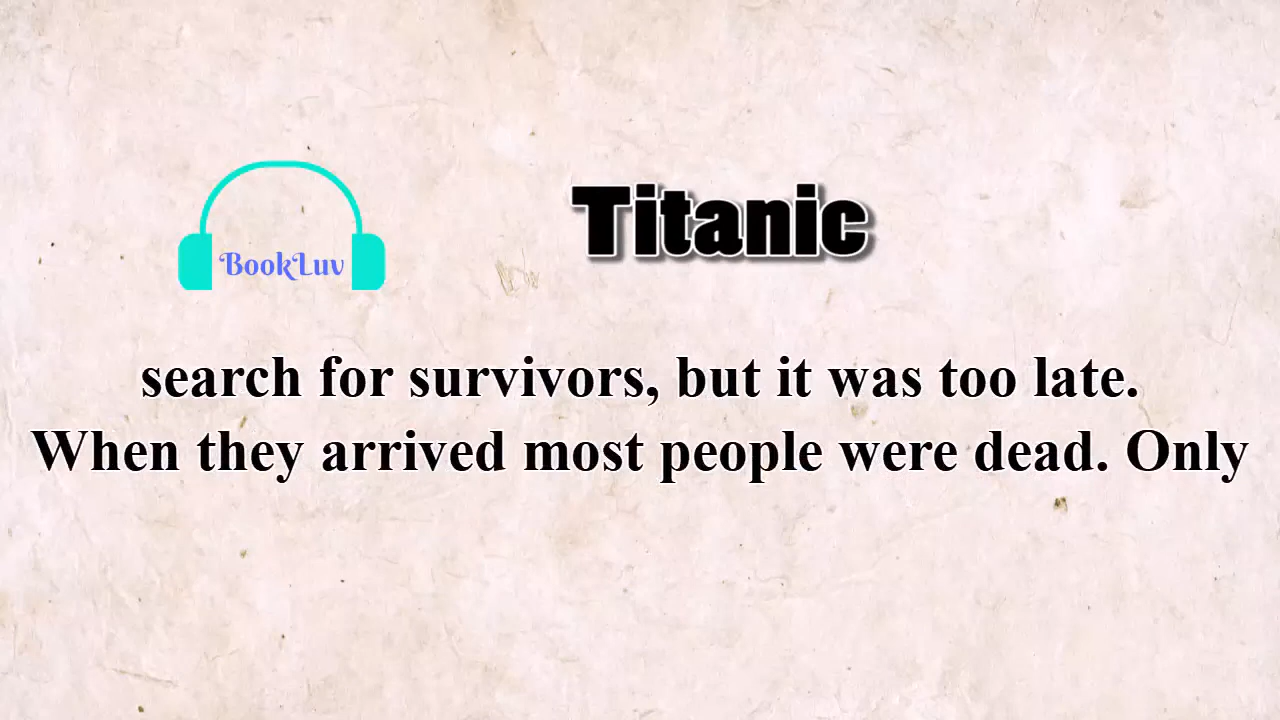 BookLuv
Titanic
search for survivors, but it was too late.
When they arrived most people were dead. Only